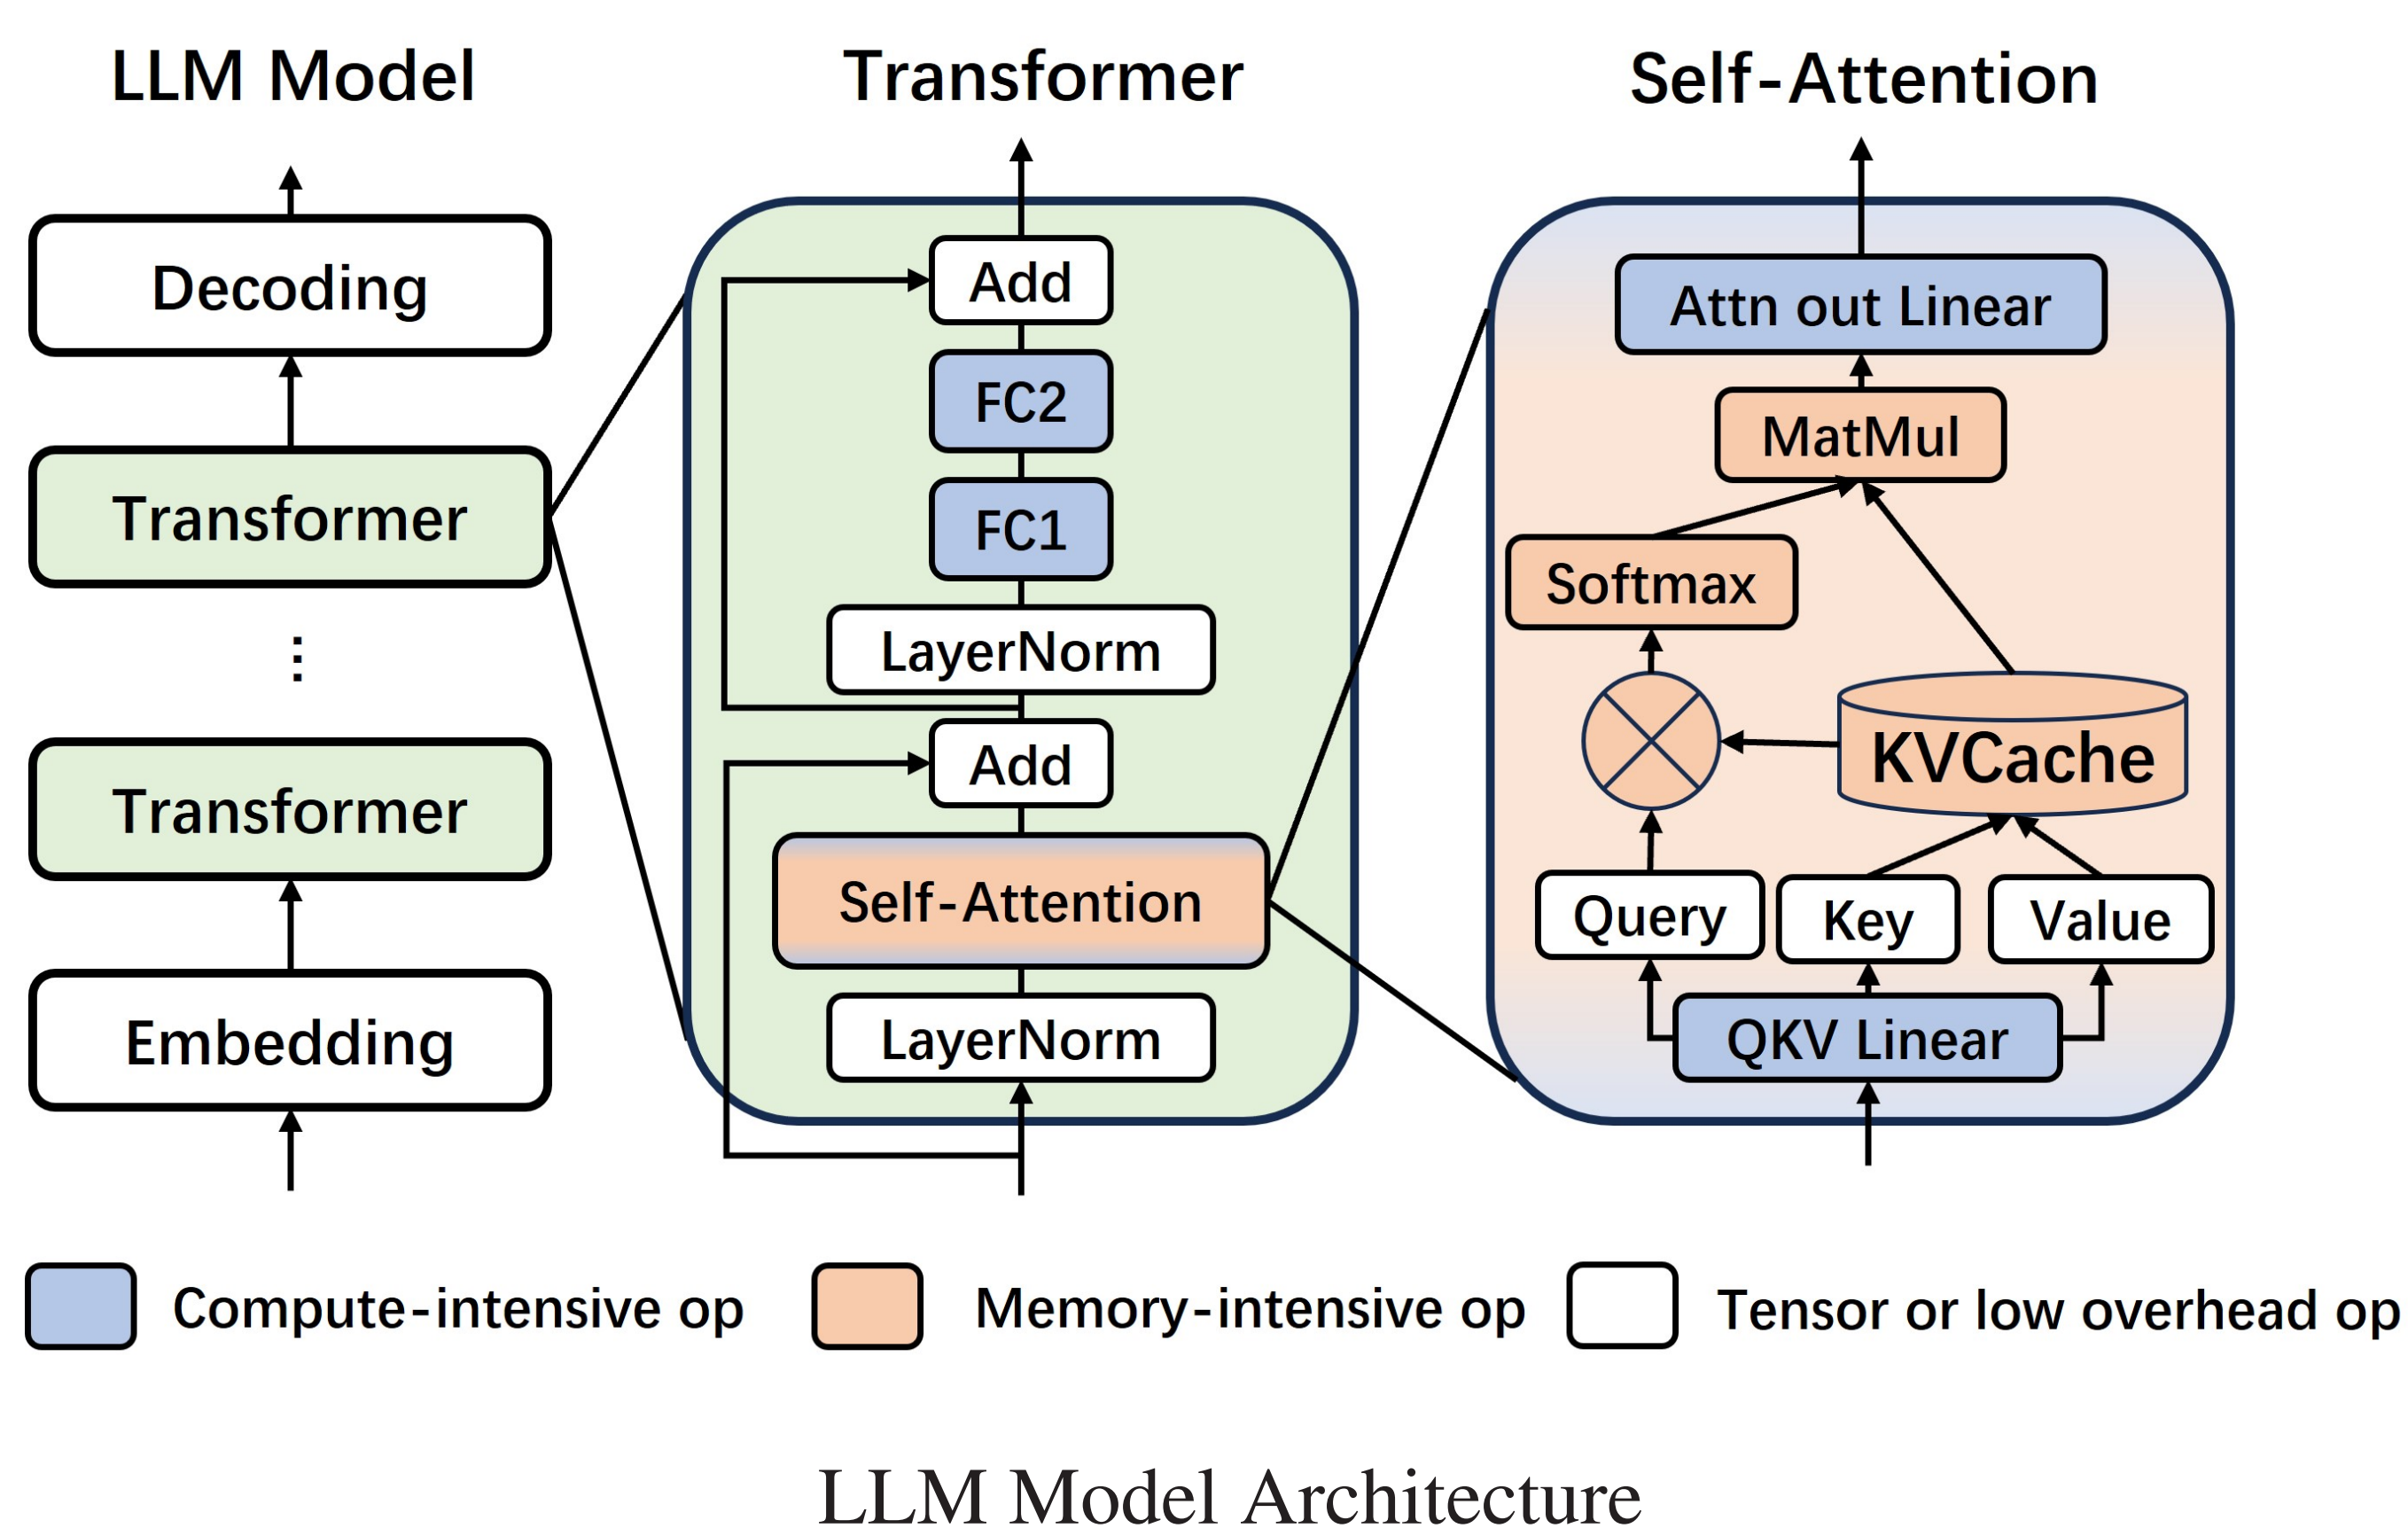 LLM Model
Decoding
Transformer
⋮
Transformer
Embedding
Transformer
Add
FC2
FC1
LayerNorm
Add
Self-Attention
LayerNorm
Self-Attention
Attn out Linear
MatMul
Softmax
KVCache
Query
Key
Value
QKV Linear
Compute-intensive op
Memory-intensive op
Tensor or low overhead op
LLM Model Architecture